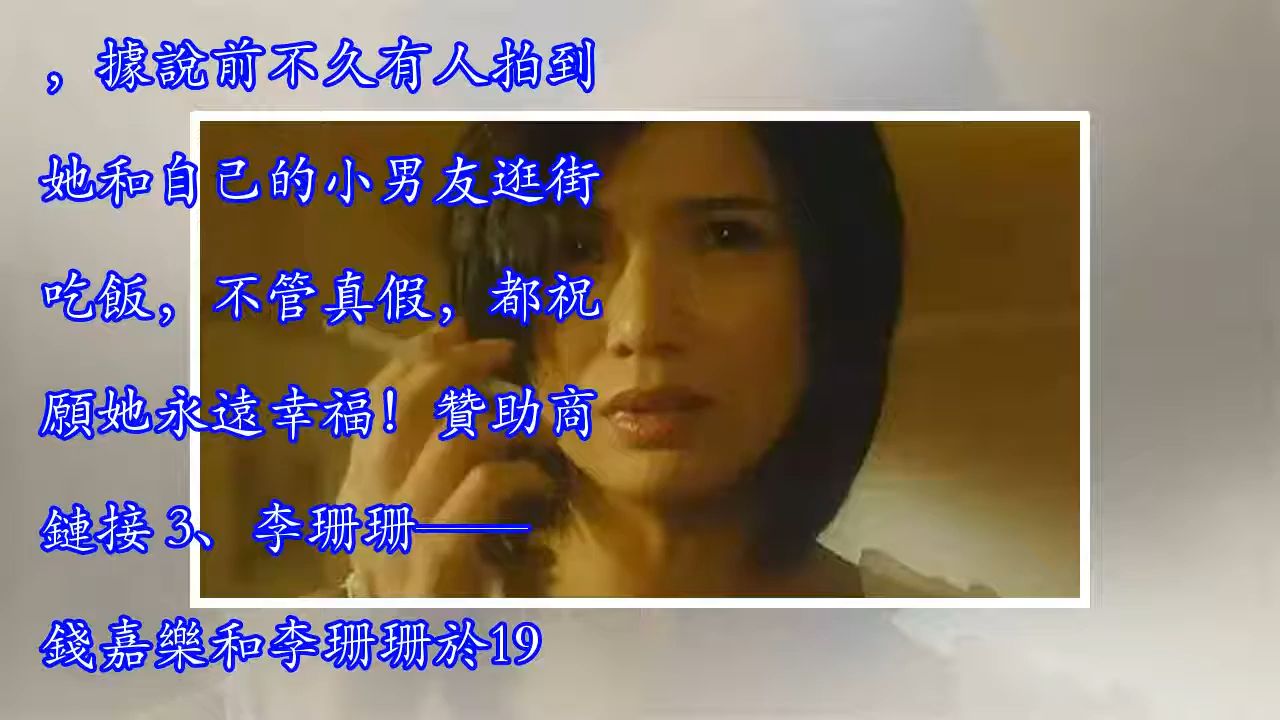 ，據說前不久有人拍到
她和自己的小男友逛街
吃飯，不管真假，都祝
願她永遠幸福！贊助商
鏈接 3、李珊珊——
錢嘉樂和李珊珊於19